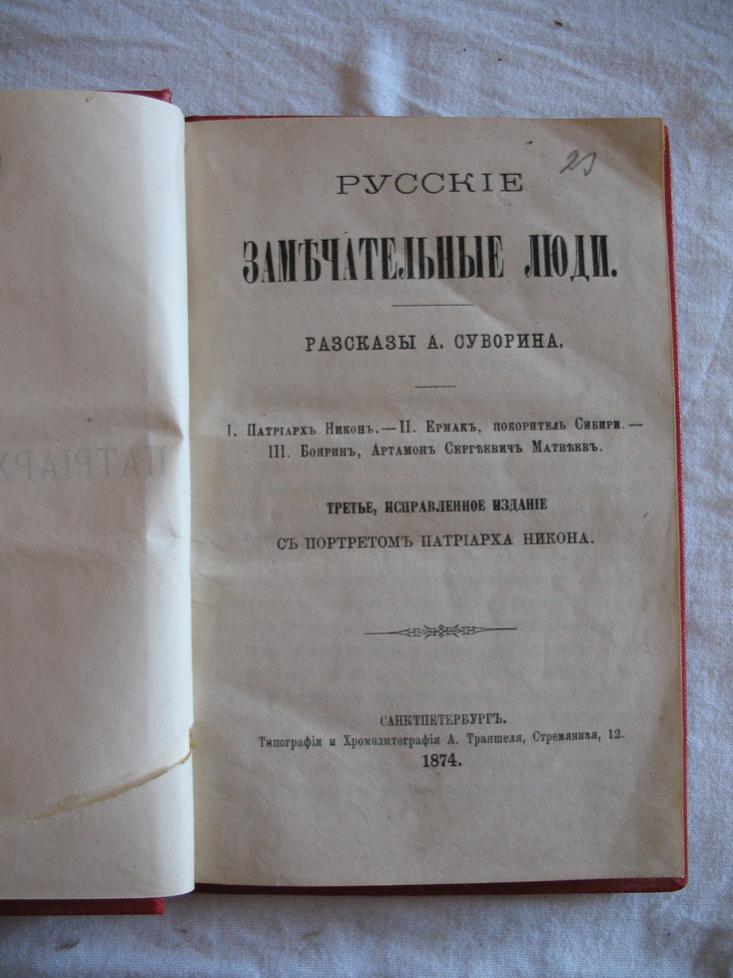 РУССКІЕ
ЗАМѢЧАТЕЛЬНЫЕ ЛЮДИ.
РАЗСКАЗЫ А. СУВОРИНА.
I. Патріархъ Никонъ.—II. Ермакъ, покоритель Сибири.—
III. Бояринъ, Артамонъ Сергѣевичъ Матвѣевъ.
ТРЕТЬЕ, ИСПРАВЛЕННОЕ ИЗДАНІЕ
СЪ ПОРТРЕТОМЪ ПАТРІАРХА НИКОНА.
САНКТПЕТЕРБУРГЪ.
Типографія и Хромолитографія А. Траншеля, Стремянная, 12.
1874.